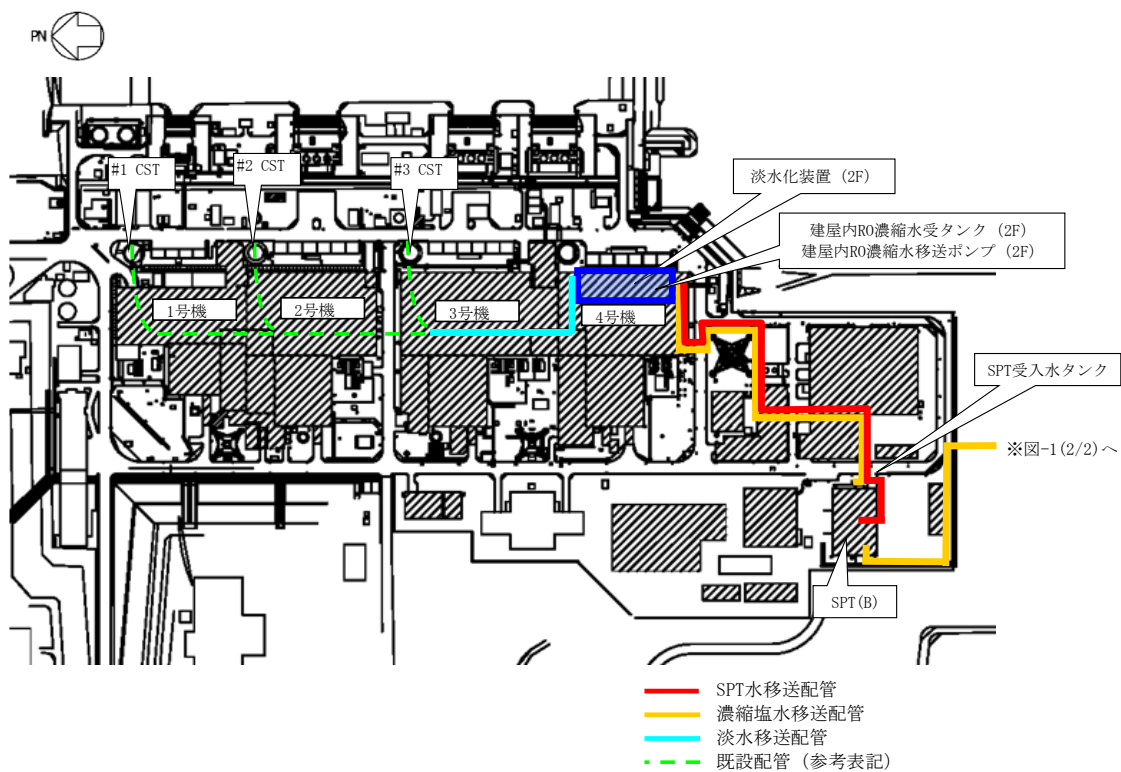 PN
#1 CST
#2 CST
#3 CST
淡水化装置（2F）
建屋内RO濃縮水受タンク（2F）
建屋内RO濃縮水移送ポンプ（2F）
1号機
2号機
3号機
4号機
SPT受入水タンク
※図-1(2/2)へ
SPT(B)
SPT水移送配管
濃縮塩水移送配管
淡水移送配管
既設配管（参考表記）